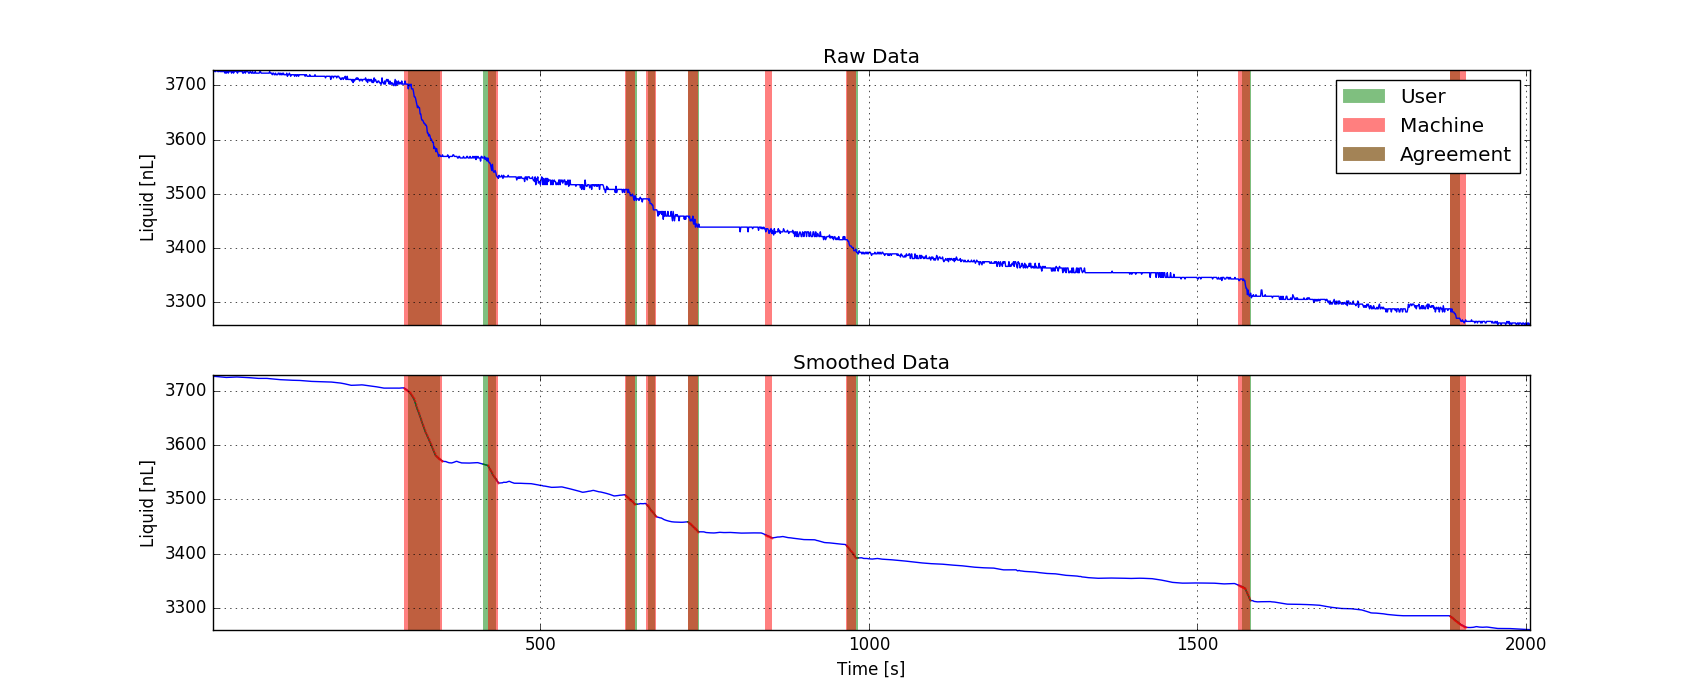 Raw Data
Liquid [nL]
3700
3600
3500
3400
3300
User
Machine
Agreement
Smoothed Data
Liquid [nL]
3700
3600
3500
3400
3300
500
1000
1500
2000
Time [s]